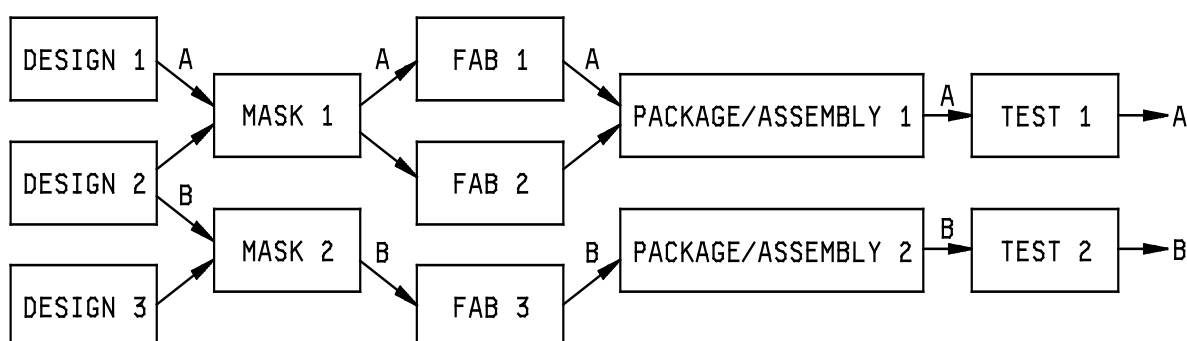 DESIGN 1
A
A
FAB 1
A
MASK 1
PACKAGE/ASSEMBLY 1
A
TEST 1
A
DESIGN 2
FAB 2
B
MASK 2
B
B
PACKAGE/ASSEMBLY 2
B
TEST 2
B
DESIGN 3
FAB 3